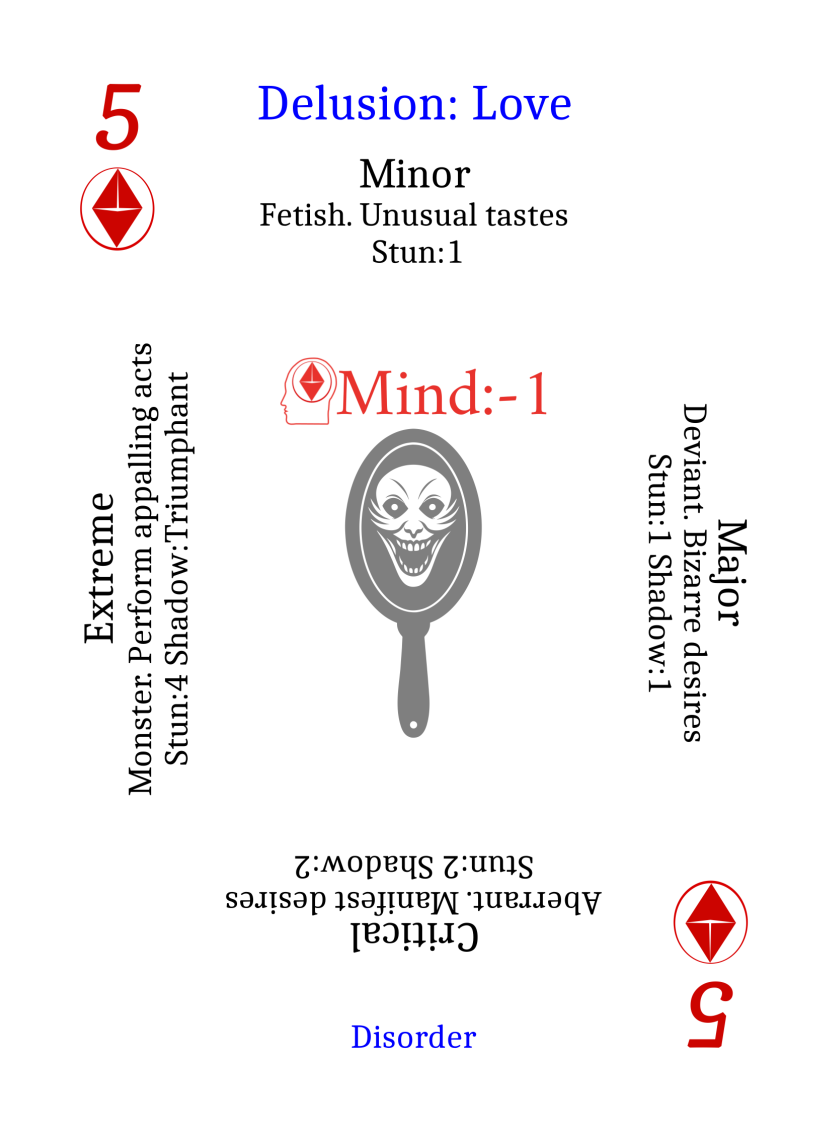 5
Delusion: Love
Minor
Fetish. Unusual tastes
Stun:1
Mind:-1
Extreme
Monster. Perform appalling acts
Stun:4 Shadow:Triumphant
Major
Deviant. Bizarre desires
Stun:1 Shadow:1
Critical
Aberrant. Manifest desires
Stun:2 Shadow:2
5
Disorder